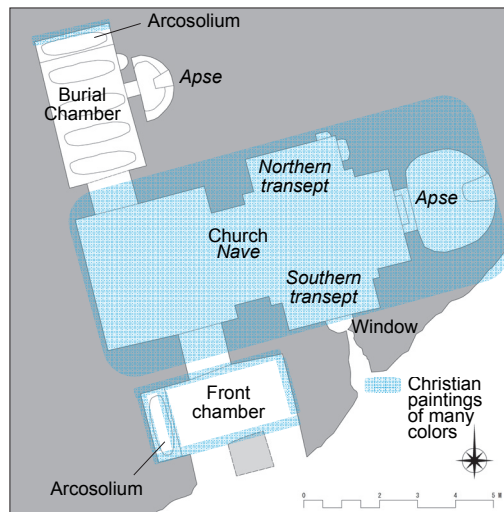 Arcosolium
Apse
Burial
Chamber
Northern
transept
Apse
Church
Nave
Southern
transept
Window
Front
chamber
Christian
paintings
of many
colors
Arcosolium
0 1 2 3 4 5 M